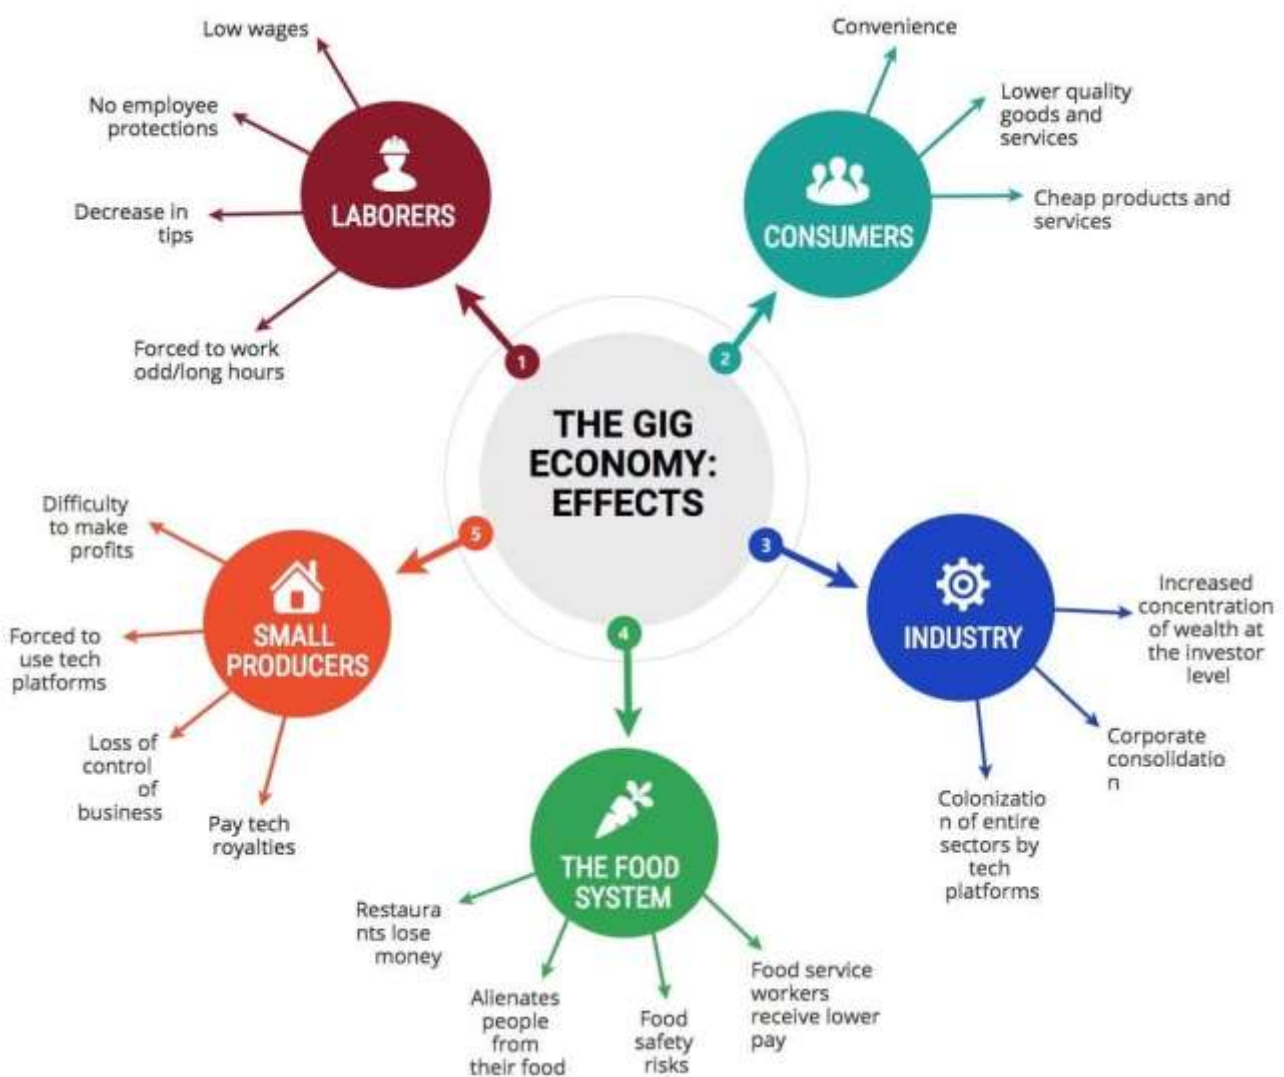 THE GIG
ECONOMY:
EFFECTS
1
LABORERS
Low wages
No employee
protections
Decrease in
tips
Forced to work
odd/long hours
2
CONSUMERS
Convenience
Lower quality
goods and
services
Cheap products and
services
3
INDUSTRY
Increased
concentration
of wealth at
the investor
level
Corporate
consolidatio
n
Colonizatio
n of entire
sectors by
tech
platforms
4
THE FOOD
SYSTEM
Food service
workers
receive lower
pay
Food
safety
risks
Alienates
people
from
their food
Restaura
nts lose
money
5
SMALL
PRODUCERS
Difficulty
to make
profits
Forced to
use tech
platforms
Loss of
control
of
business
Pay tech
royalties